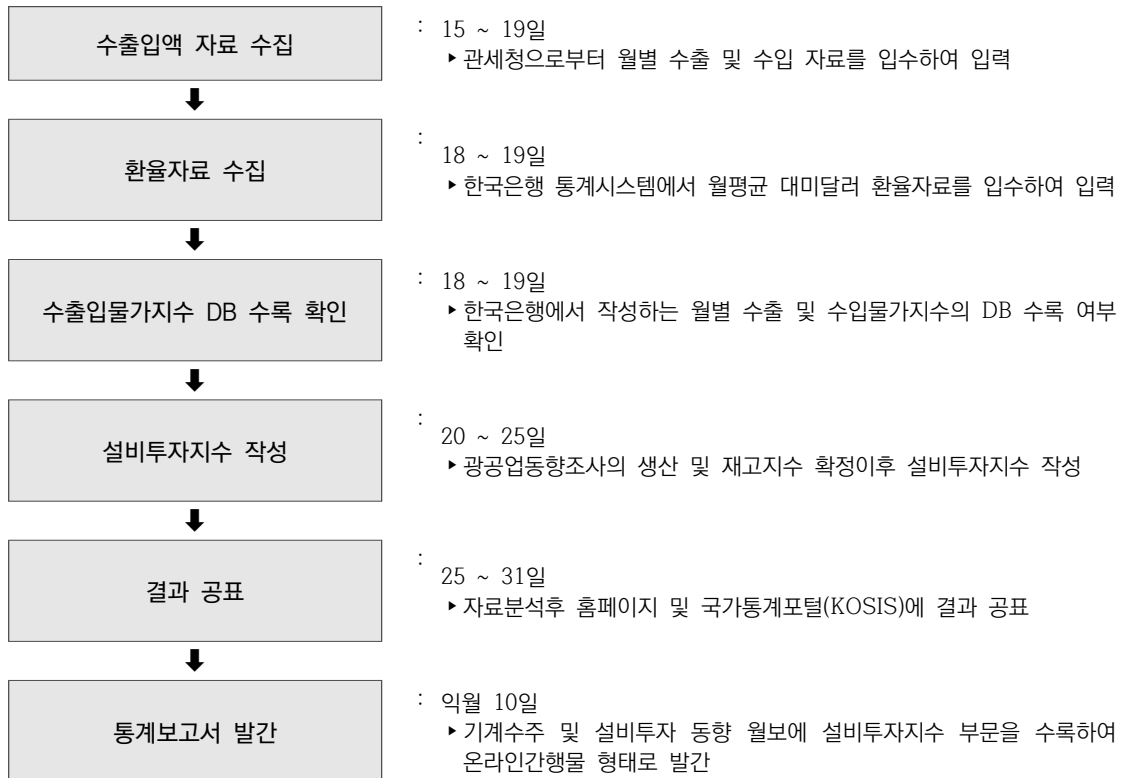 수출입액 자료 수집
: 15 ~ 19일
▸관세청으로부터 월별 수출 및 수입 자료를 입수하여 입력
환율자료 수집
:
18 ~ 19일
▸한국은행 통계시스템에서 월평균 대미달러 환율자료를 입수하여 입력
수출입물가지수 DB 수록 확인
: 18 ~ 19일
▸한국은행에서 작성하는 월별 수출 및 수입물가지수의 DB 수록 여부
확인
설비투자지수 작성
:
20 ~ 25일
▸광공업동향조사의 생산 및 재고지수 확정이후 설비투자지수 작성
결과 공표
:
25 ~ 31일
▸자료분석후 홈페이지 및 국가통계포털(KOSIS)에 결과 공표
통계보고서 발간
: 익월 10일
▸기계수주 및 설비투자 동향 월보에 설비투자지수 부문을 수록하여
온라인간행물 형태로 발간